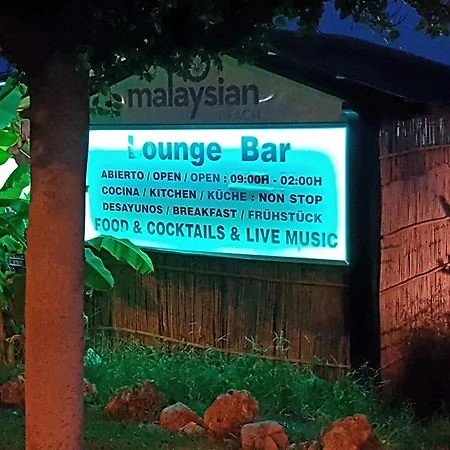 malaysian
BEACH
Lounge Bar
ABIERTO / OPEN / OPEN : 09:00H - 02:00H
COCINA / KITCHEN / KÜCHE : NON STOP
DESAYUNOS / BREAKFAST / FRÜHSTÜCK
FOOD & COCKTAILS & LIVE MUSIC